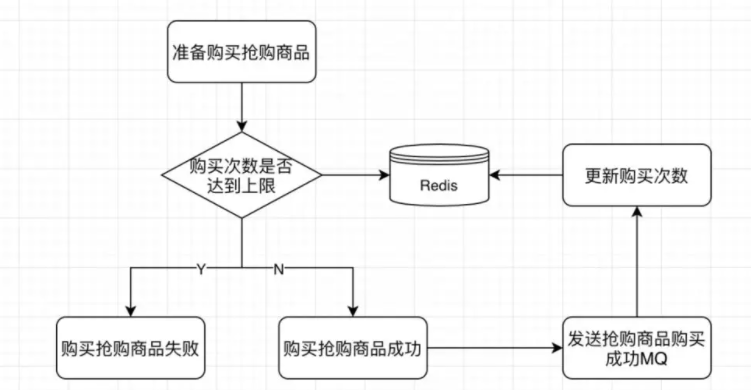 准备购买抢购商品
购买次数是否
达到上限
Redis
更新购买次数
Y
N
购买抢购商品失败
购买抢购商品成功
发送抢购商品购买
成功MQ